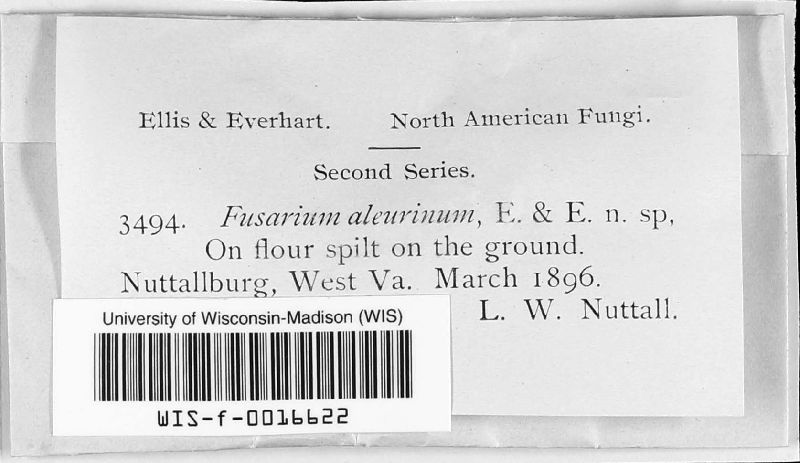 Ellis & Everhart. North American Fungi.
Second Series.
3494. Fusarium aleurinum, E. & E. n. sp,
On flour spilt on the ground.
Nuttallburg, West Va. March 1896.
L. W. Nuttall.
University of Wisconsin-Madison (WIS)
WIS-f-0016622